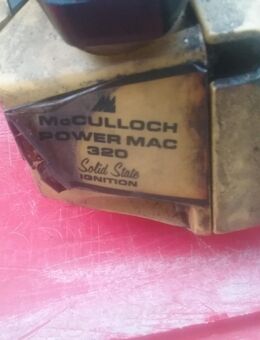 McCULLOCH
POWER MAC
320
Solid State
IGNITION